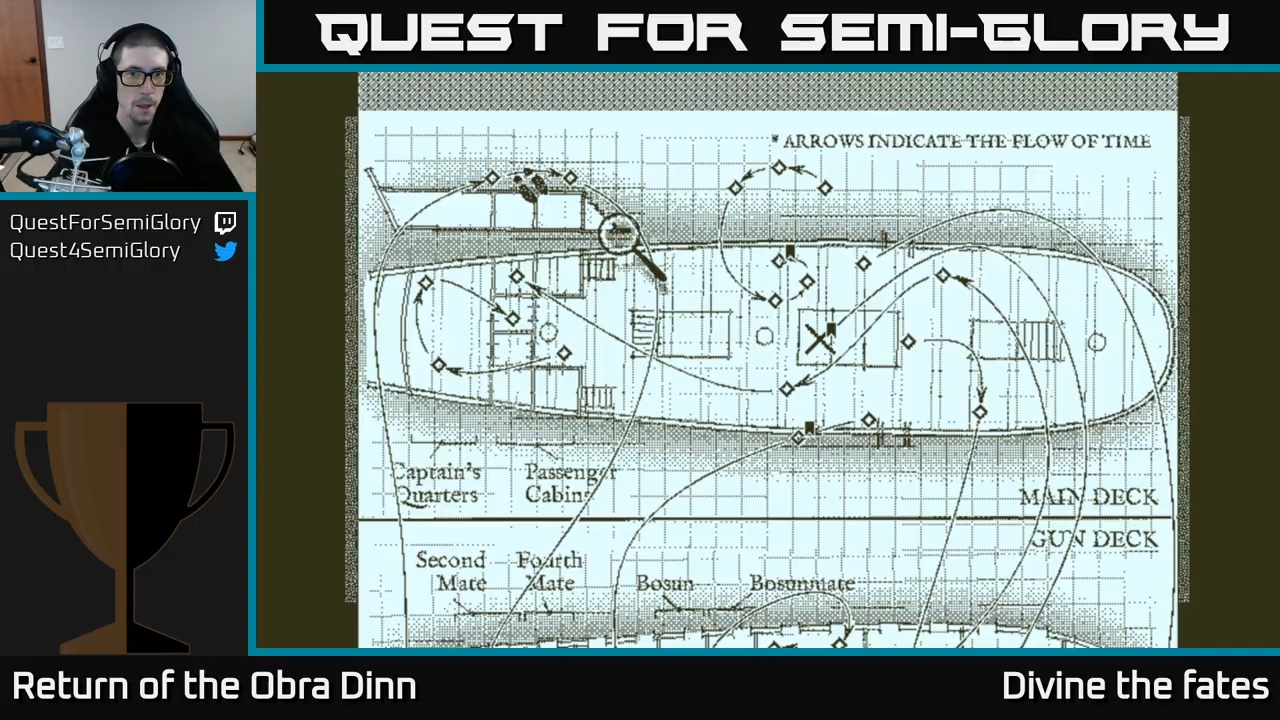 QUEST FOR SEMI-GLORY
QuestForSemiGlory
Quest4SemiGlory
* ARROWS INDICATE THE FLOW OF TIME
Captain's
Quarters
Passenger
Cabins
MAIN DECK
GUN DECK
Second
Mate
Fourth
Mate
Bosun
Bosunmate
Return of the Obra Dinn
Divine the fates